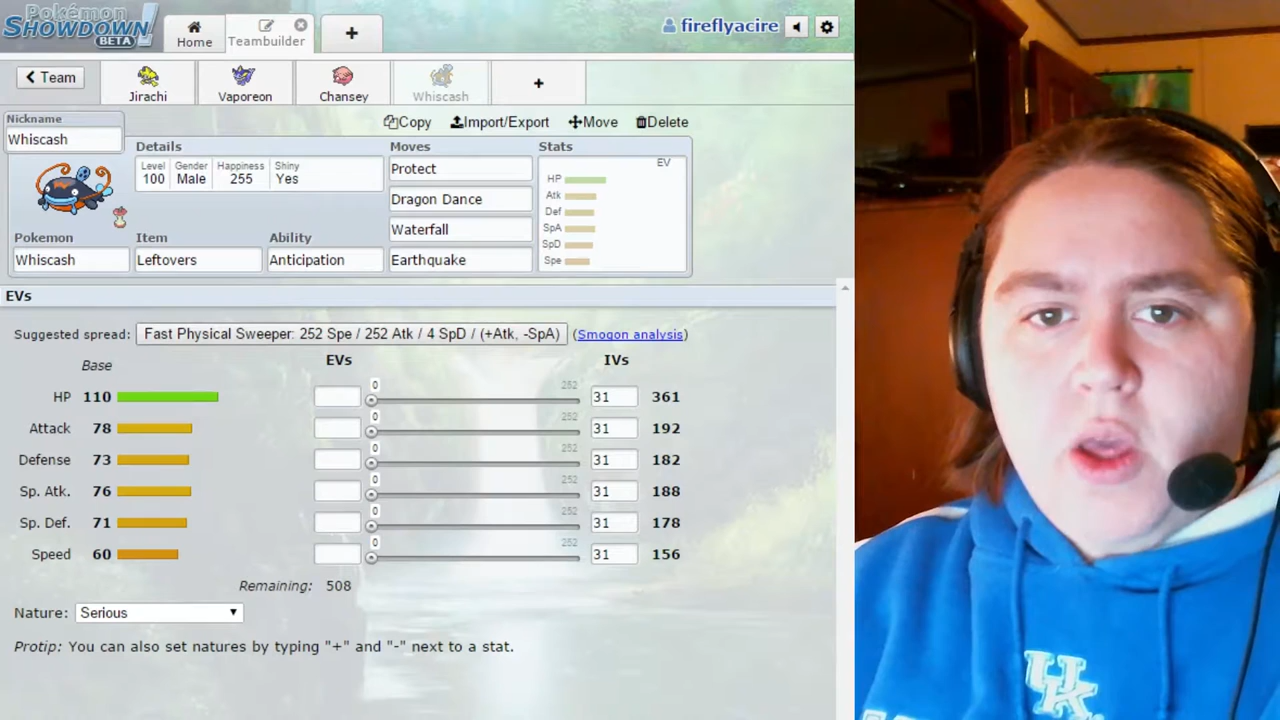 Pokémon
SHOWDOWN!
BETA
Home
Teambuilder
+
fireflyacire
Team
Jirachi
Vaporeon
Chansey
Whiscash
+
Copy
Import/Export
Move
Delete
Nickname
Whiscash
Details
Level Gender Happiness Shiny
100 Male 255 Yes
Moves
Protect
Dragon Dance
Waterfall
Earthquake
Stats
EV
HP
Atk
Def
SpA
SpD
Spe
Pokemon
Whiscash
Item
Leftovers
Ability
Anticipation
EVs
Suggested spread: Fast Physical Sweeper: 252 Spe / 252 Atk / 4 SpD / (+Atk, -SpA) (Smogon analysis)
Base EVs IVs
HP 110 0 252 31 361
Attack 78 0 252 31 192
Defense 73 0 252 31 182
Sp. Atk. 76 0 252 31 188
Sp. Def. 71 0 252 31 178
Speed 60 0 252 31 156
Remaining: 508
Nature: Serious
Protip: You can also set natures by typing "+" and "-" next to a stat.
UK